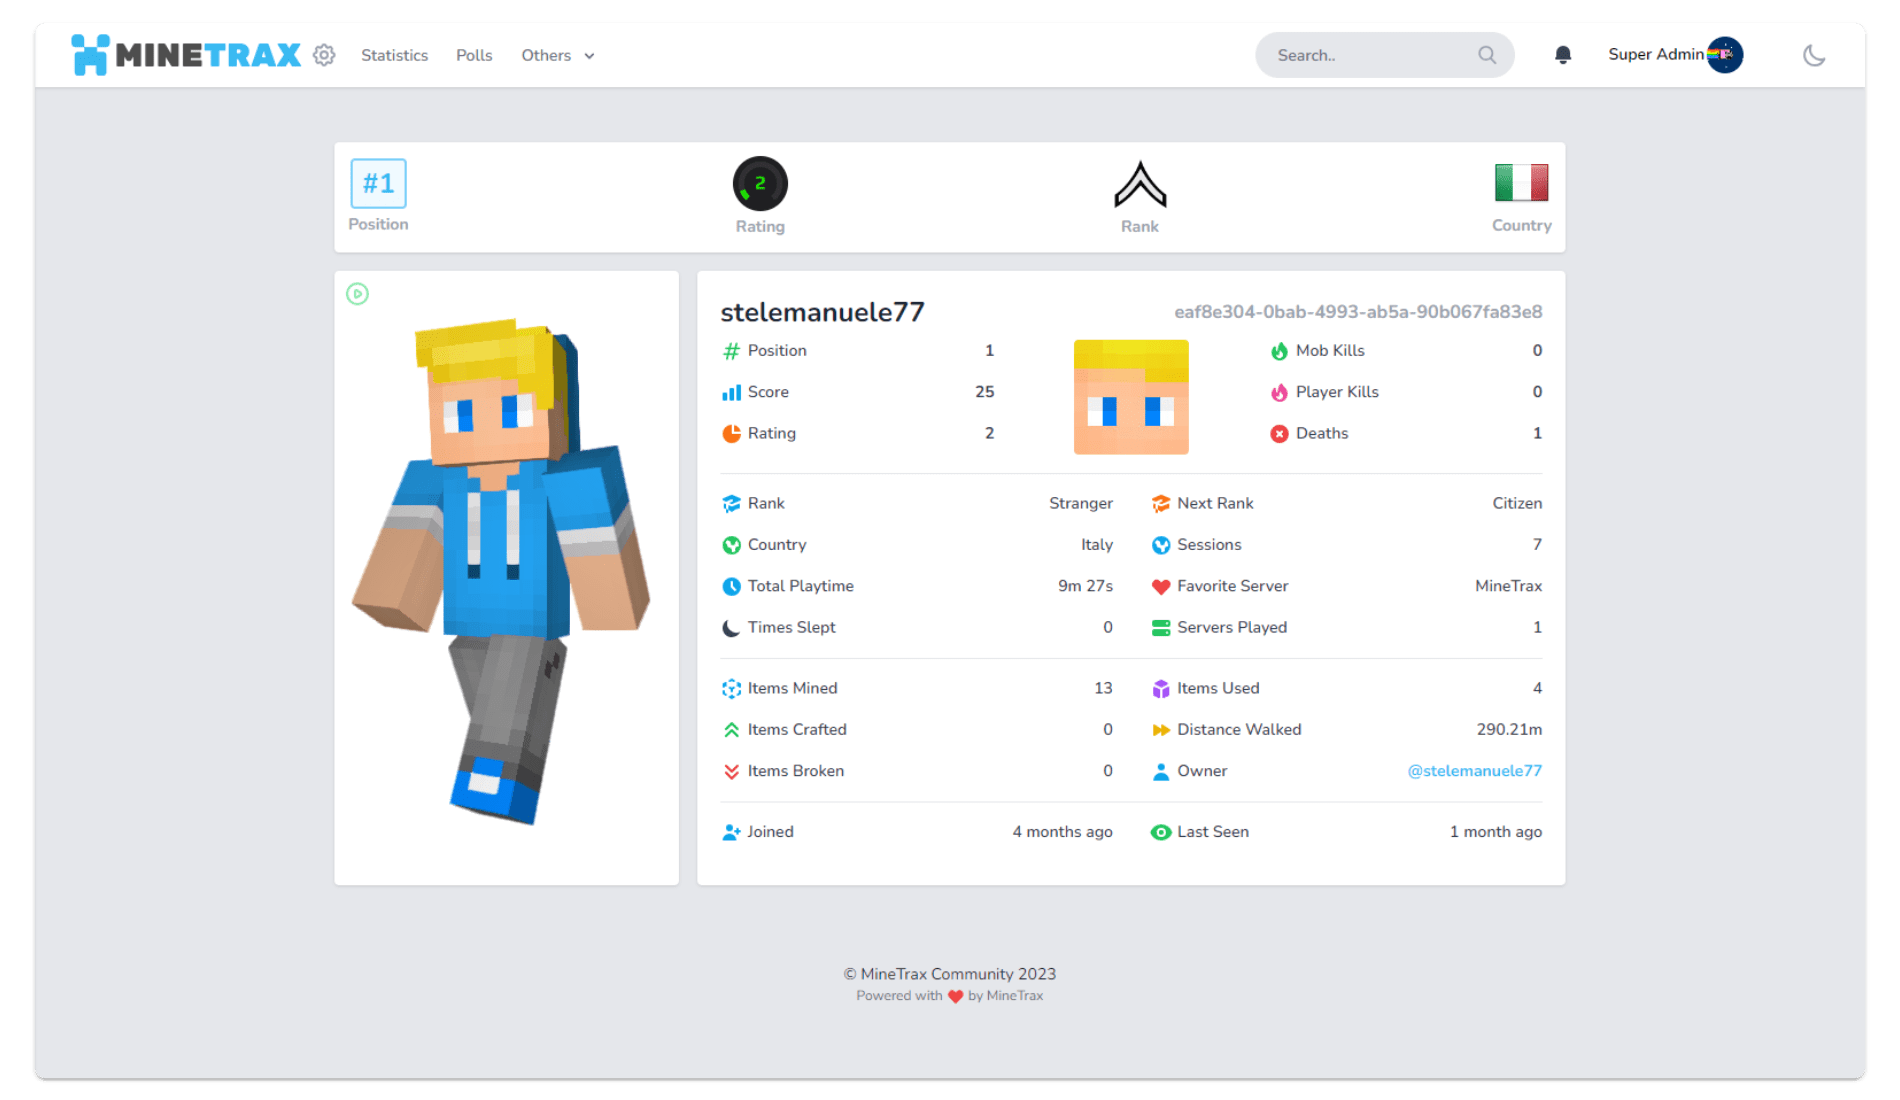 MINETRAX Statistics Polls Others Search.. Super Admin
#1 2
Position Rating Rank Country
stelemanuele77 eaf8e304-0bab-4993-ab5a-90b067fa83e8
Position 1 Mob Kills 0
Score 25 Player Kills 0
Rating 2 Deaths 1
Rank Stranger Next Rank Citizen
Country Italy Sessions 7
Total Playtime 9m 27s Favorite Server MineTrax
Times Slept 0 Servers Played 1
Items Mined 13 Items Used 4
Items Crafted 0 Distance Walked 290.21m
Items Broken 0 Owner @stelemanuele77
Joined 4 months ago Last Seen 1 month ago
© MineTrax Community 2023
Powered with by MineTrax